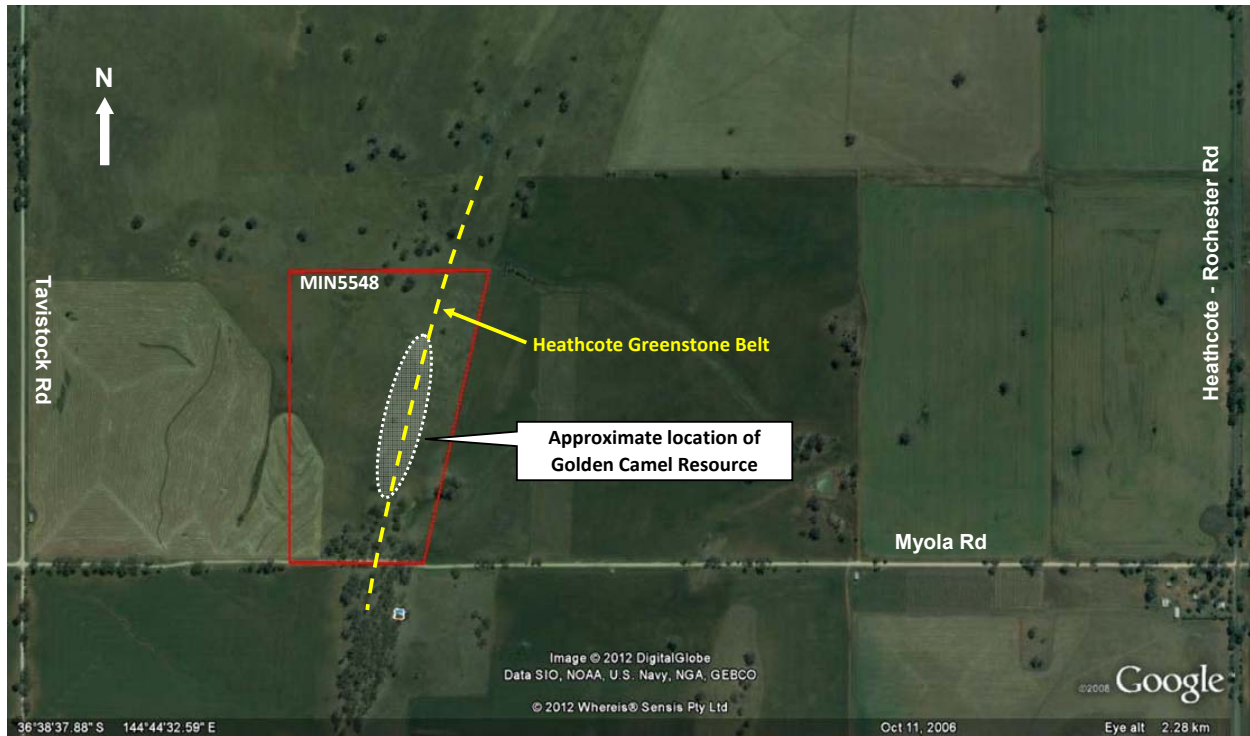 N
MIN5548
Tavistock Rd
Heathcote - Rochester Rd
Heathcote Greenstone Belt
Approximate location of
Golden Camel Resource
Myola Rd
Image © 2012 DigitalGlobe
Data SIO, NOAA, U.S. Navy, NGA, GEBCO
© 2012 Whereis® Sensis Pty Ltd
©2008 Google
36°38'37.88" S 144°44'32.59" E Oct 11, 2006 Eye alt 2.28 km